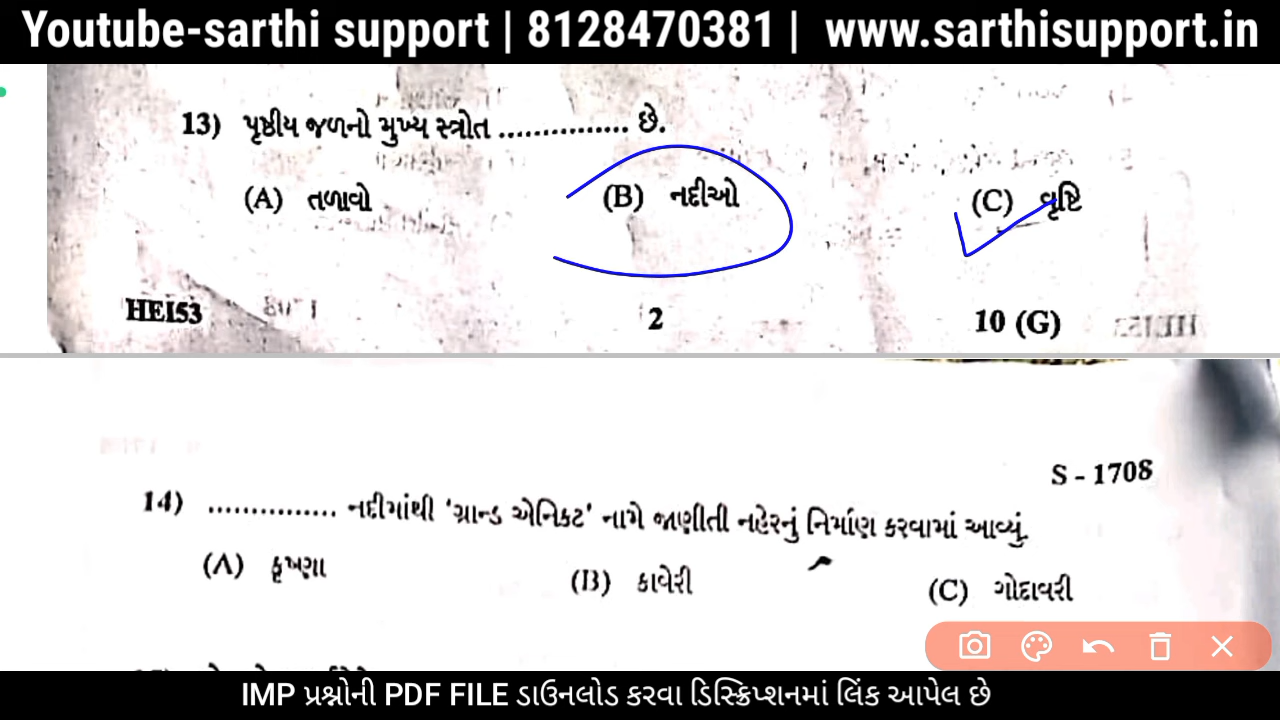 Youtube-sarthi support | 8128470381 | www.sarthisupport.in
13) પૃષ્ઠીય જળનો મુખ્ય સ્ત્રોત ............... છે.
(A) તળાવો (B) નદીઓ (C) વૃષ્ટિ
HEI53 2 10 (G)
S - 1708
14) ............... નદીમાંથી ‘ગ્રાન્ડ એનિકટ’ નામે જાણીતી નહેરનું નિર્માણ કરવામાં આવ્યું.
(A) કૃષ્ણા (B) કાવેરી (C) ગોદાવરી
IMP પ્રશ્નોની PDF FILE ડાઉનલોડ કરવા ડિસ્ક્રિપ્શનમાં લિંક આપેલ છે